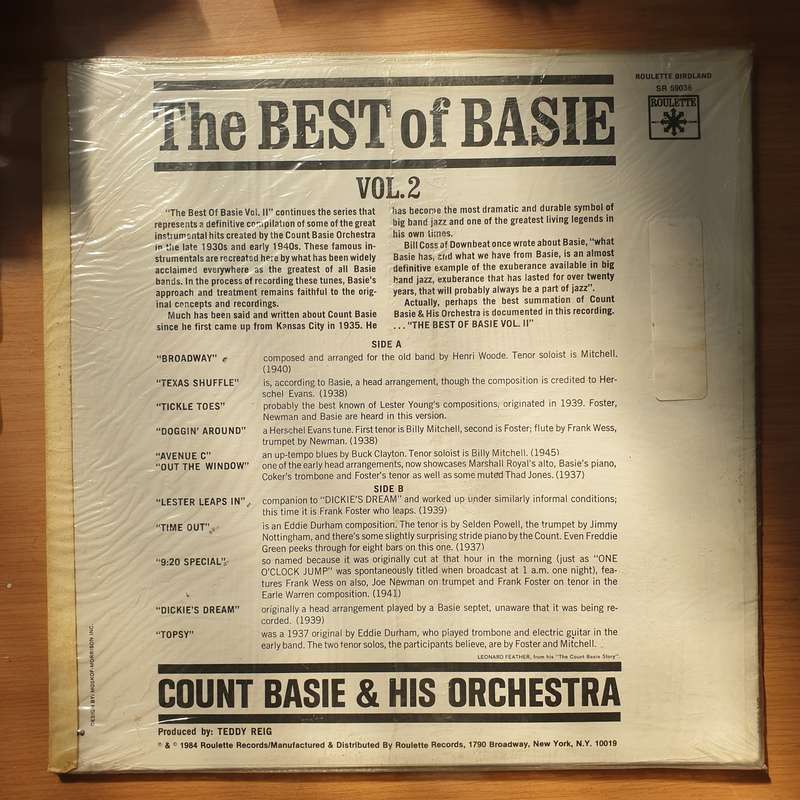 ROULETTE BIRDLAND
SR 59036
ROULETTE
The BEST of BASIE
VOL. 2
"The Best Of Basie Vol. II" continues the series that
represents a definitive compilation of some of the great
instrumental hits created by the Count Basie Orchestra
in the late 1930s and early 1940s. These famous in-
strumentals are recreated here by what has been widely
acclaimed everywhere as the greatest of all Basie
bands. In the process of recording these tunes, Basie's
approach and treatment remains faithful to the orig-
inal concepts and recordings.
Much has been said and written about Count Basie
since he first came up from Kansas City in 1935. He
has become the most dramatic and durable symbol of
big band jazz and one of the greatest living legends in
his own times.
Bill Coss of Downbeat once wrote about Basie, "what
Basie has, and what we have from Basie, is an almost
definitive example of the exuberance available in big
band jazz, exuberance that has lasted for over twenty
years, that will probably always be a part of jazz".
Actually, perhaps the best summation of Count
Basie & His Orchestra is documented in this recording.
. . . "THE BEST OF BASIE VOL. II"
SIDE A
"BROADWAY" composed and arranged for the old band by Henri Woode. Tenor soloist is Mitchell.
(1940)
"TEXAS SHUFFLE" is, according to Basie, a head arrangement, though the composition is credited to Her-
schel Evans. (1938)
"TICKLE TOES" probably the best known of Lester Young's compositions, originated in 1939. Foster,
Newman and Basie are heard in this version.
"DOGGIN' AROUND" a Herschel Evans tune. First tenor is Billy Mitchell, second is Foster; flute by Frank Wess,
trumpet by Newman. (1938)
"AVENUE C" an up-tempo blues by Buck Clayton. Tenor soloist is Billy Mitchell. (1945)
"OUT THE WINDOW" one of the early head arrangements, now showcases Marshall Royal's alto, Basie's piano,
Coker's trombone and Foster's tenor as well as some muted Thad Jones. (1937)
SIDE B
"LESTER LEAPS IN" companion to "DICKIE'S DREAM" and worked up under similarly informal conditions;
this time it is Frank Foster who leaps. (1939)
"TIME OUT" is an Eddie Durham composition. The tenor is by Selden Powell, the trumpet by Jimmy
Nottingham, and there's some slightly surprising stride piano by the Count. Even Freddie
Green peeks through for eight bars on this one. (1937)
"9:20 SPECIAL" so named because it was originally cut at that hour in the morning (just as "ONE
O'CLOCK JUMP" was spontaneously titled when broadcast at 1 a.m. one night), fea-
tures Frank Wess on also, Joe Newman on trumpet and Frank Foster on tenor in the
Earle Warren composition. (1941)
"DICKIE'S DREAM" originally a head arrangement played by a Basie septet, unaware that it was being re-
corded. (1939)
"TOPSY" was a 1937 original by Eddie Durham, who played trombone and electric guitar in the
early band. The two tenor solos, the participants believe, are by Foster and Mitchell.
LEONARD FEATHER, from his "The Count Basie Story".
COUNT BASIE & HIS ORCHESTRA
Produced by: TEDDY REIG
℗ & © 1984 Roulette Records/Manufactured & Distributed By Roulette Records, 1790 Broadway, New York, N.Y. 10019
DESIGN BY: MOSKOF-MORRISON INC.